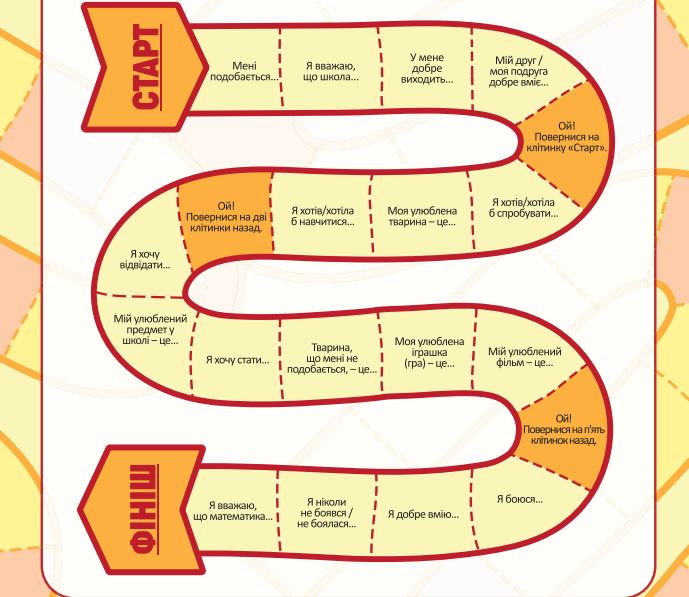 СТАРТ
Мені
подобається...
Я вважаю,
що школа...
У мене
добре
виходить...
Мій друг /
моя подруга
добре вміє...
Ой!
Повернися на
клітинку «Старт».
Я хотів/хотіла
б спробувати...
Моя улюблена
тварина – це...
Я хотів/хотіла
б навчитися...
Ой!
Повернися на дві
клітинки назад.
Я хочу
відвідати...
Мій улюблений
предмет у
школі – це...
Я хочу стати...
Тварина,
що мені не
подобається, – це...
Моя улюблена
іграшка
(гра) – це...
Мій улюблений
фільм – це...
Ой!
Повернися на п'ять
клітинок назад.
Я боюся...
Я добре вмію...
Я ніколи
не боявся /
не боялася...
Я вважаю,
що математика...
ФІНІШ